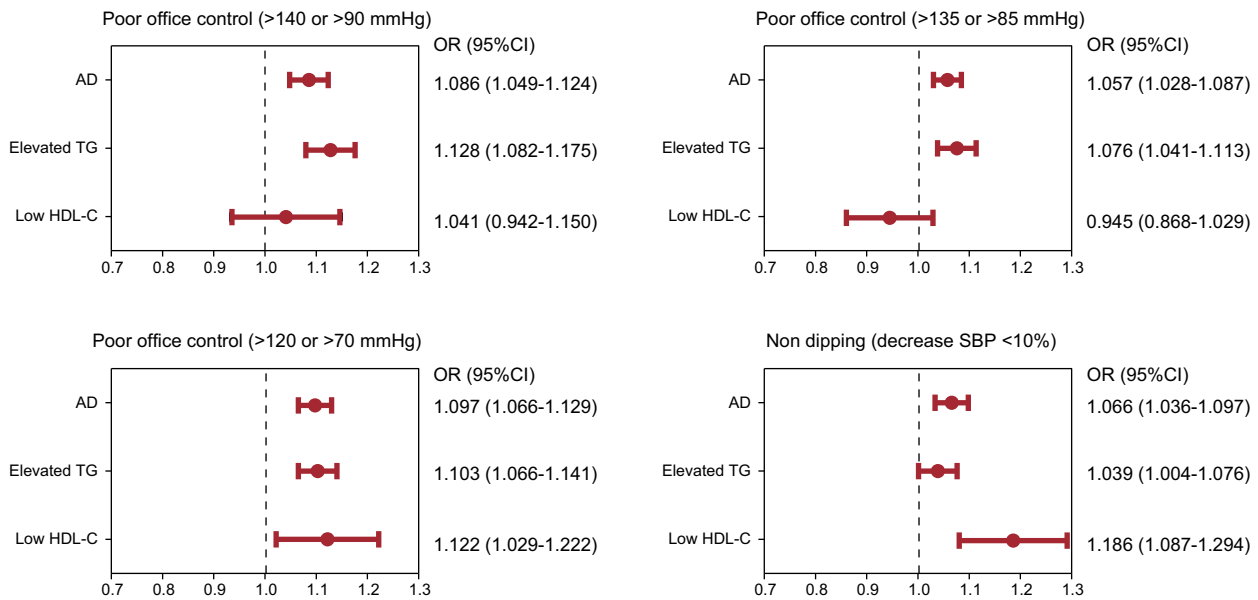 Poor office control (>140 or >90 mmHg)
OR (95%CI)
AD
1.086 (1.049-1.124)
Elevated TG
1.128 (1.082-1.175)
Low HDL-C
1.041 (0.942-1.150)
0.7 0.8 0.9 1.0 1.1 1.2 1.3
Poor office control (>135 or >85 mmHg)
OR (95%CI)
AD
1.057 (1.028-1.087)
Elevated TG
1.076 (1.041-1.113)
Low HDL-C
0.945 (0.868-1.029)
0.7 0.8 0.9 1.0 1.1 1.2 1.3
Poor office control (>120 or >70 mmHg)
OR (95%CI)
AD
1.097 (1.066-1.129)
Elevated TG
1.103 (1.066-1.141)
Low HDL-C
1.122 (1.029-1.222)
0.7 0.8 0.9 1.0 1.1 1.2 1.3
Non dipping (decrease SBP <10%)
OR (95%CI)
AD
1.066 (1.036-1.097)
Elevated TG
1.039 (1.004-1.076)
Low HDL-C
1.186 (1.087-1.294)
0.7 0.8 0.9 1.0 1.1 1.2 1.3